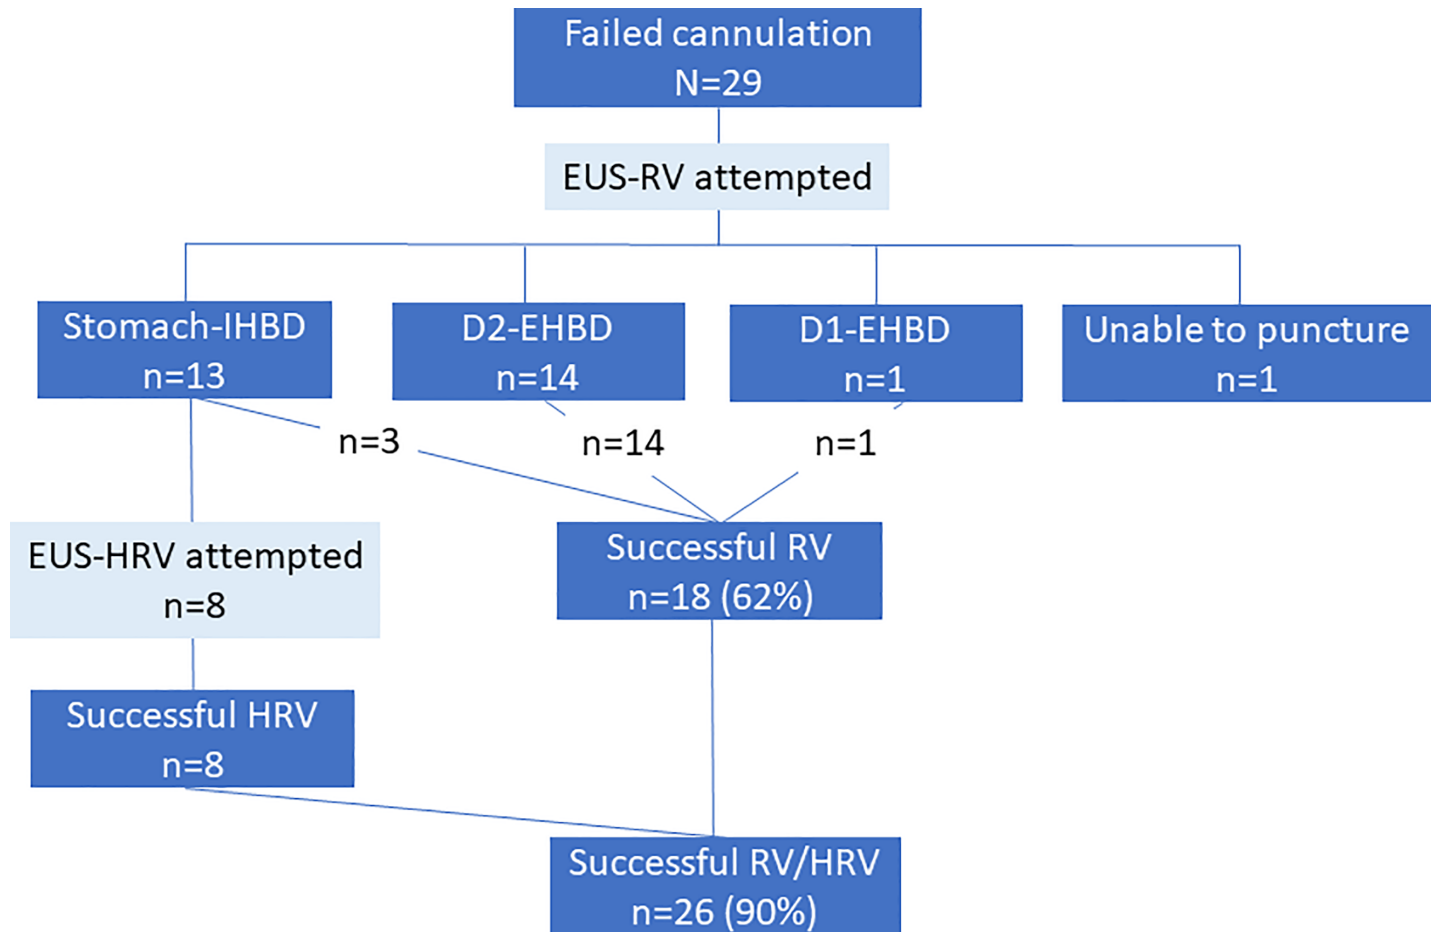 Failed cannulation
N=29
EUS-RV attempted
Stomach-IHBD
n=13
D2-EHBD
n=14
D1-EHBD
n=1
Unable to puncture
n=1
n=3
n=14
n=1
EUS-HRV attempted
n=8
Successful RV
n=18 (62%)
Successful HRV
n=8
Successful RV/HRV
n=26 (90%)